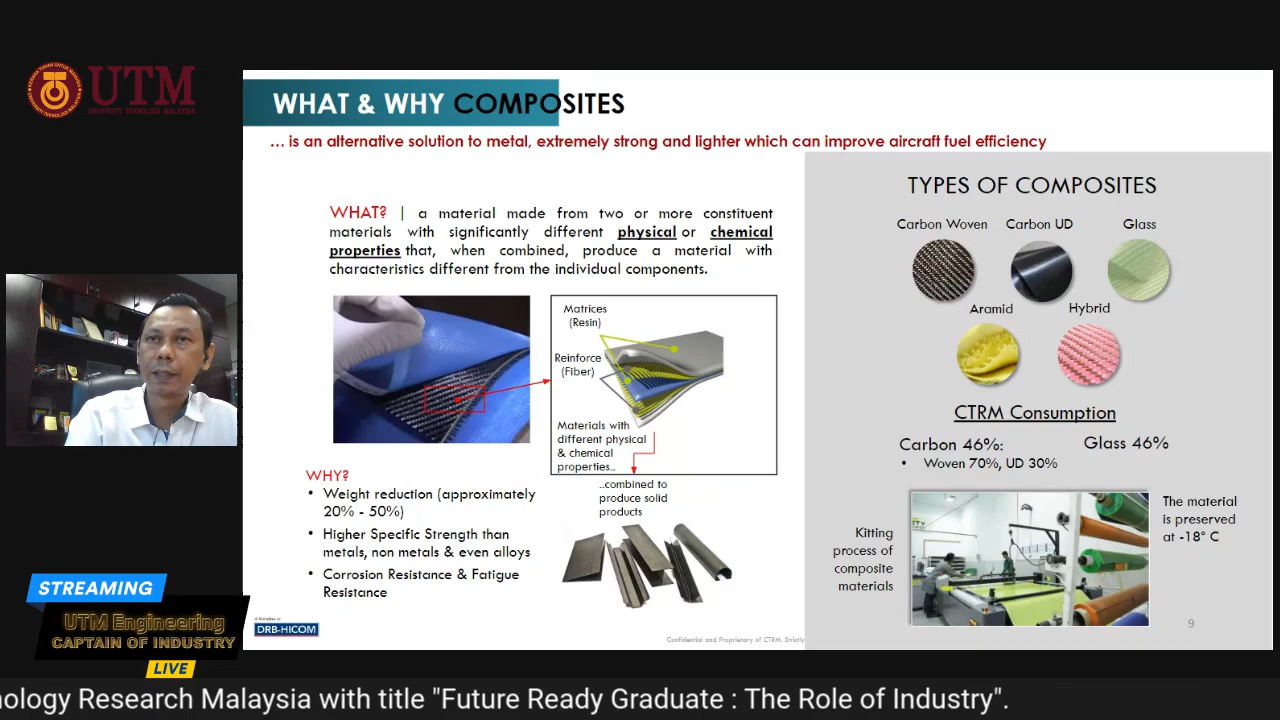 UTM
UNIVERSITI TEKNOLOGI MALAYSIA
WHAT & WHY COMPOSITES
... is an alternative solution to metal, extremely strong and lighter which can improve aircraft fuel efficiency
WHAT? | a material made from two or more constituent
materials with significantly different physical or chemical
properties that, when combined, produce a material with
characteristics different from the individual components.
Matrices
(Resin)
Reinforce
(Fiber)
Materials with
different physical
& chemical
properties..
..combined to
produce solid
products
WHY?
• Weight reduction (approximately
20% - 50%)
• Higher Specific Strength than
metals, non metals & even alloys
• Corrosion Resistance & Fatigue
Resistance
DRB-HICOM
Confidential and Proprietary of CTRM. Strictly
TYPES OF COMPOSITES
Carbon Woven
Carbon UD
Glass
Aramid
Hybrid
CTRM Consumption
Carbon 46%:
Glass 46%
• Woven 70%, UD 30%
Kitting
process of
composite
materials
The material
is preserved
at -18° C
9
STREAMING
UTM Engineering
CAPTAIN OF INDUSTRY
LIVE
nology Research Malaysia with title "Future Ready Graduate : The Role of Industry".